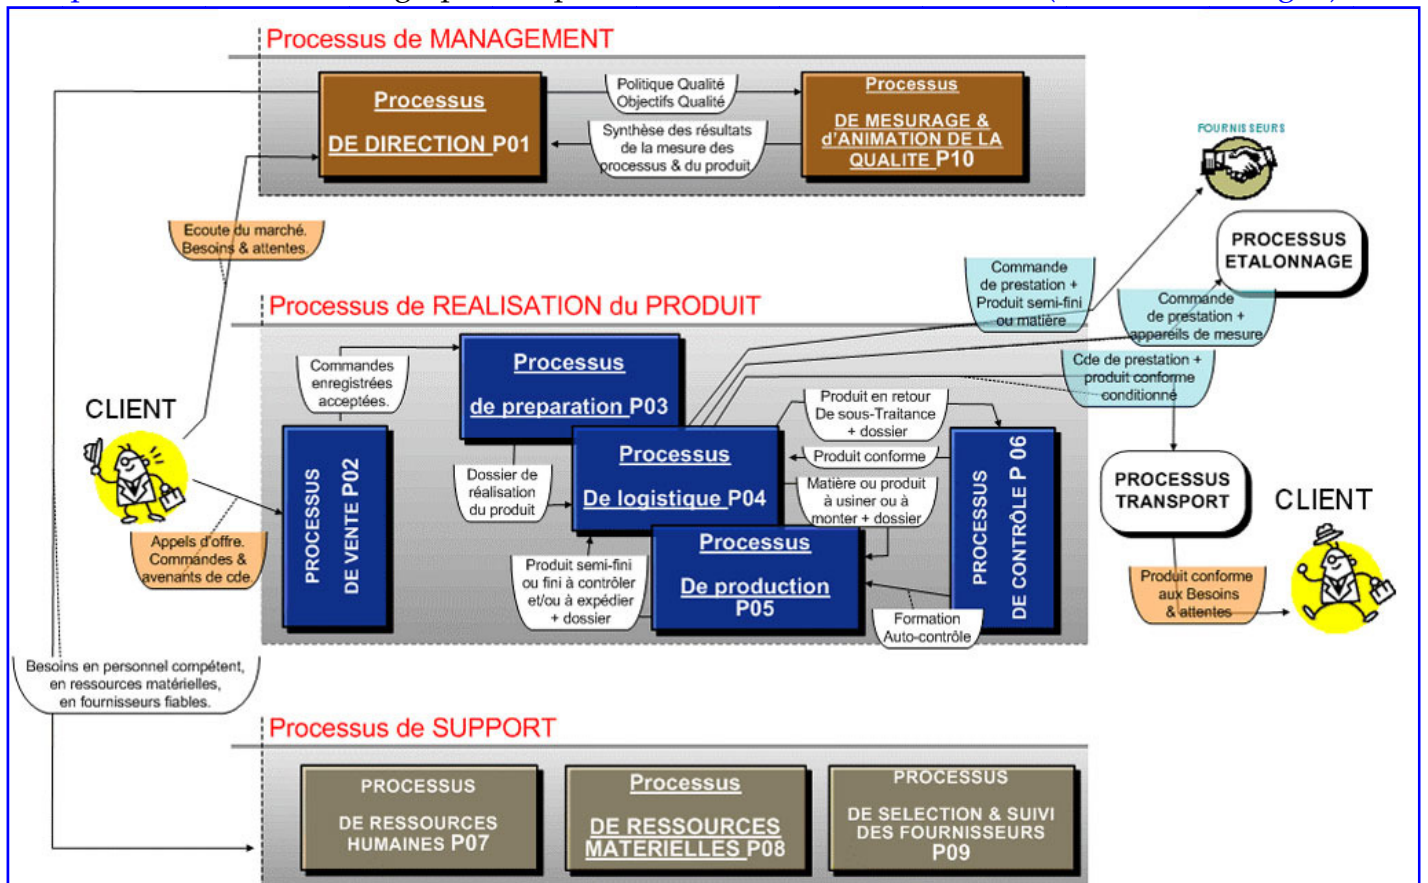 Processus de MANAGEMENT
Processus
DE DIRECTION P01
Politique Qualité
Objectifs Qualité
Synthèse des résultats
de la mesure des
processus & du produit
Processus
DE MESURAGE &
d'ANIMATION DE LA
QUALITE P10
FOURNISSEURS
PROCESSUS
ETALONNAGE
Ecoute du marché.
Besoins & attentes.
Commande
de prestation +
Produit semi-fini
ou matière
Commande
de prestation +
appareils de mesure
Cde de prestation +
produit conforme
conditionné
Processus de REALISATION du PRODUIT
Commandes
enregistrées
acceptées.
Processus
de preparation P03
Produit en retour
De sous-Traitance
+ dossier
CLIENT
PROCESSUS
DE VENTE P02
Dossier de
réalisation
du produit
Processus
De logistique P04
Produit conforme
Matière ou produit
à usiner ou à
monter + dossier
PROCESSUS
DE CONTRÔLE P 06
PROCESSUS
TRANSPORT
CLIENT
Appels d'offre.
Commandes &
avenants de cde.
Produit semi-fini
ou fini à contrôler
et/ou à expédier
+ dossier
Processus
De production
P05
Formation
Auto-contrôle
Produit conforme
aux Besoins
& attentes
Besoins en personnel compétent,
en ressources matérielles,
en fournisseurs fiables.
Processus de SUPPORT
PROCESSUS
DE RESSOURCES
HUMAINES P07
Processus
DE RESSOURCES
MATERIELLES P08
PROCESSUS
DE SELECTION & SUIVI
DES FOURNISSEURS
P09